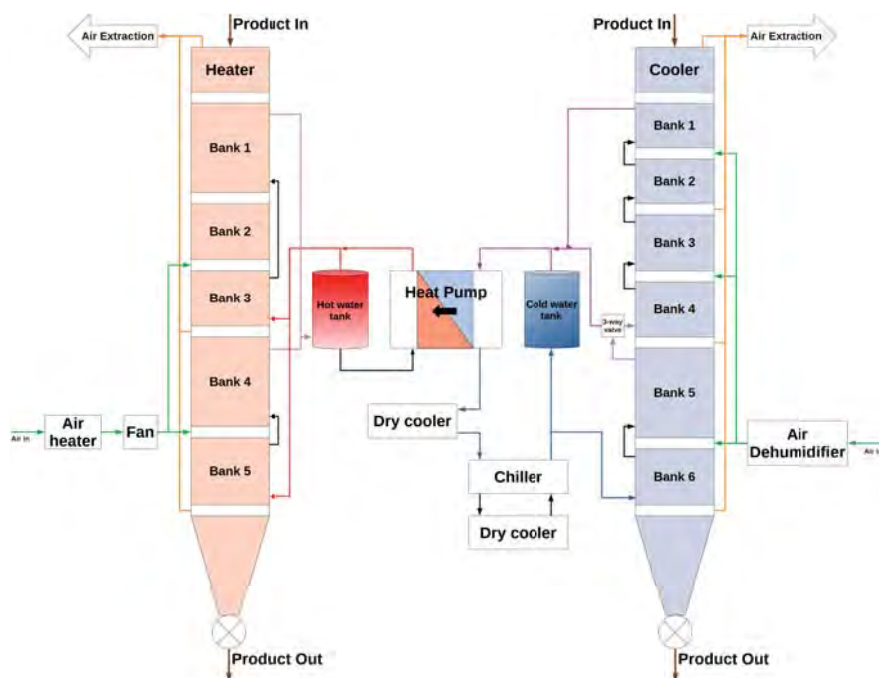 Product In
Product In
Air Extraction
Air Extraction
Heater
Cooler
Bank 1
Bank 1
Bank 2
Bank 2
Bank 3
Bank 3
Heat Pump
Hot water
tank
Cold water
tank
Bank 4
3-way
valve
Bank 4
Bank 5
Air
heater
Fan
Air in
Dry cooler
Air
Dehumidifier
Bank 5
Chiller
Bank 6
Dry cooler
Product Out
Product Out